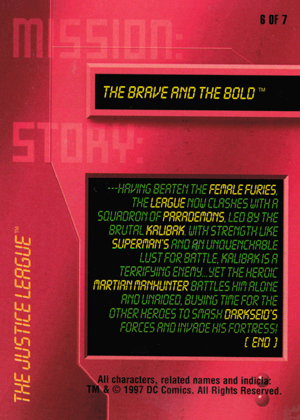 6 OF 7
MISSION:
THE BRAVE AND THE BOLD ™
STORY:
---HAVING BEATEN THE FEMALE FURIES,
THE LEAGUE NOW CLASHES WITH A
SQUADRON OF PARADEMONS, LED BY THE
BRUTAL KALIBAK. WITH STRENGTH LIKE
SUPERMAN'S AND AN UNQUENCHABLE
LUST FOR BATTLE, KALIBAK IS A
TERRIFYING ENEMY...YET THE HEROIC
MARTIAN MANHUNTER BATTLES HIM ALONE
AND UNAIDED, BUYING TIME FOR THE
OTHER HEROES TO SMASH DARKSEID'S
FORCES AND INVADE HIS FORTRESS!
( END )
THE JUSTICE LEAGUE™
All characters, related names and indicia:
TM & © 1997 DC Comics. All Rights Reserved.